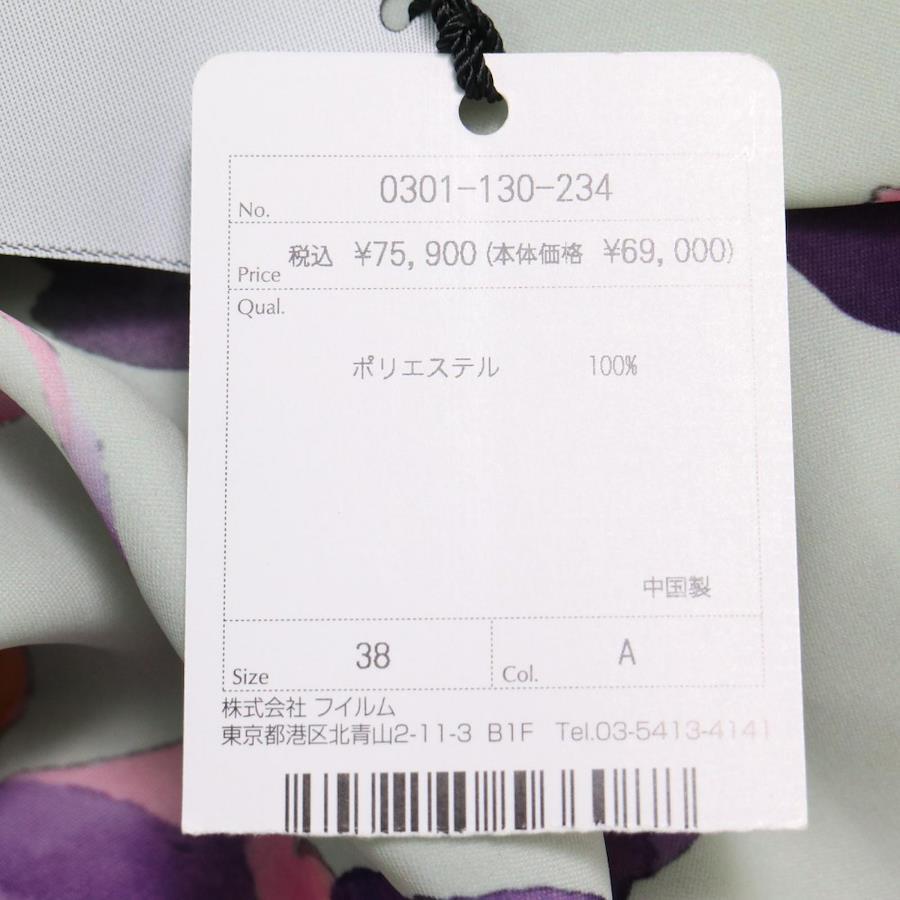 No. 0301-130-234
Price 税込 ¥75,900(本体価格 ¥69,000)
Qual.
ポリエステル 100%
中国製
Size 38 Col. A
株式会社 フイルム
東京都港区北青山2-11-3 B1F Tel.03-5413-4141